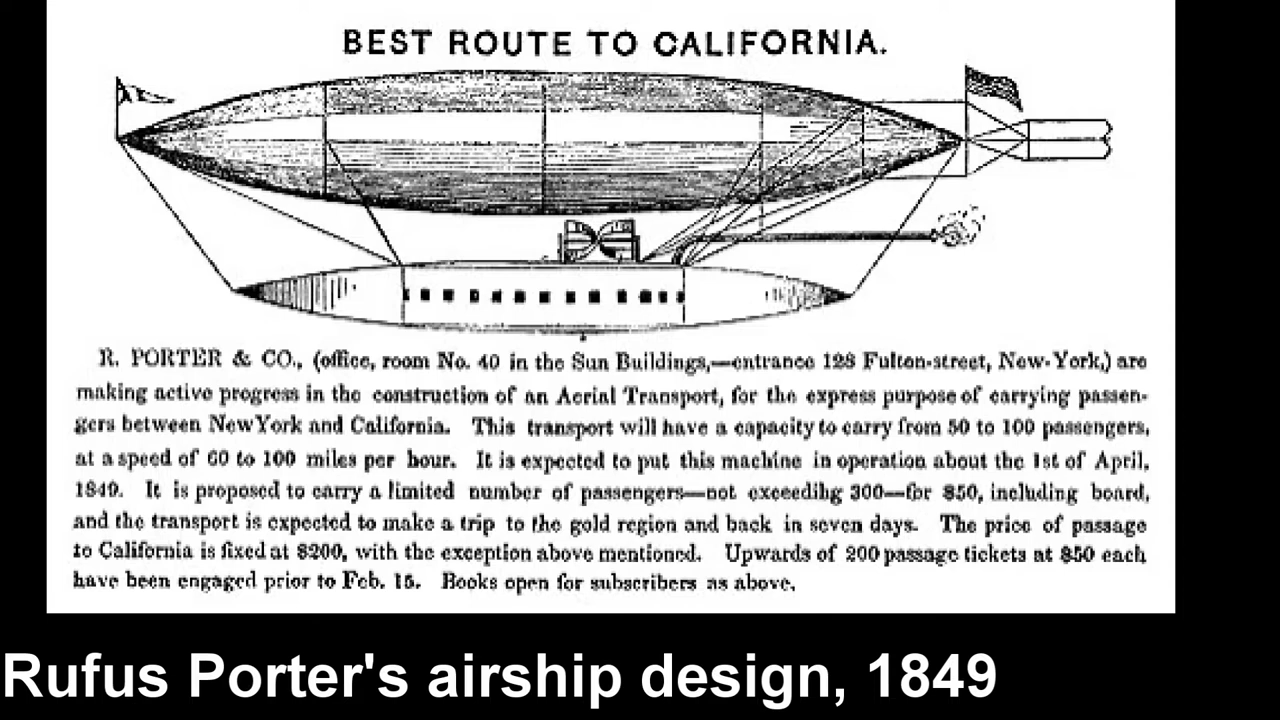 BEST ROUTE TO CALIFORNIA.
R. PORTER & CO., (office, room No. 40 in the Sun Buildings,—entrance 128 Fulton-street, New-York,) are
making active progress in the construction of an Aerial Transport, for the express purpose of carrying passen-
gers between New York and California. This transport will have a capacity to carry from 50 to 100 passengers,
at a speed of 60 to 100 miles per hour. It is expected to put this machine in operation about the 1st of April,
1849. It is proposed to carry a limited number of passengers—not exceedihg 300—for $50, including board,
and the transport is expected to make a trip to the gold region and back in seven days. The price of passage
to California is fixed at $200, with the exception above mentioned. Upwards of 200 passage tickets at $50 each
have been engaged prior to Feb. 15. Books open for subscribers as above.
Rufus Porter's airship design, 1849